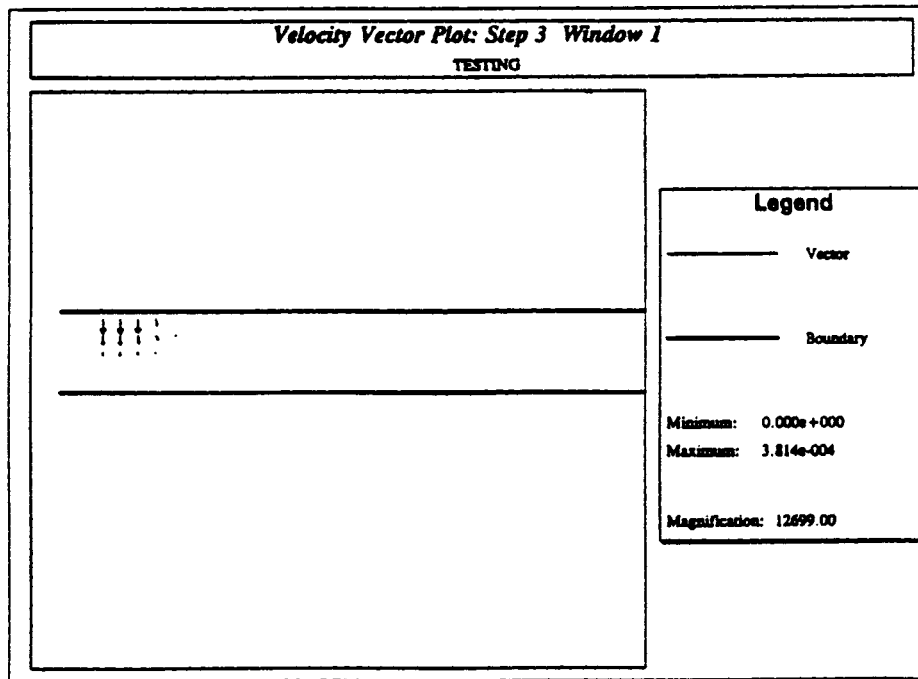 Velocity Vector Plot: Step 3 Window 1
TESTING
Legend
Vector
Boundary
Minimum: 0.000e+000
Maximum: 3.814e-004
Magnification: 12699.00